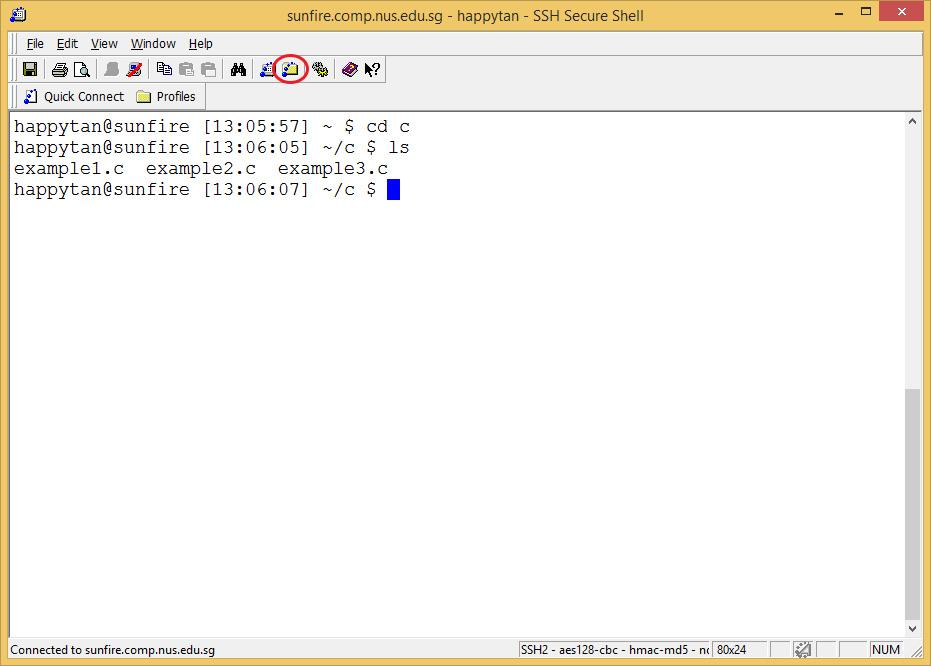 sunfire.comp.nus.edu.sg - happytan - SSH Secure Shell
File Edit View Window Help
Quick Connect Profiles
happytan@sunfire [13:05:57] ~ $ cd c
happytan@sunfire [13:06:05] ~/c $ ls
example1.c example2.c example3.c
happytan@sunfire [13:06:07] ~/c $
Connected to sunfire.comp.nus.edu.sg SSH2 - aes128-cbc - hmac-md5 - nc 80x24 NUM